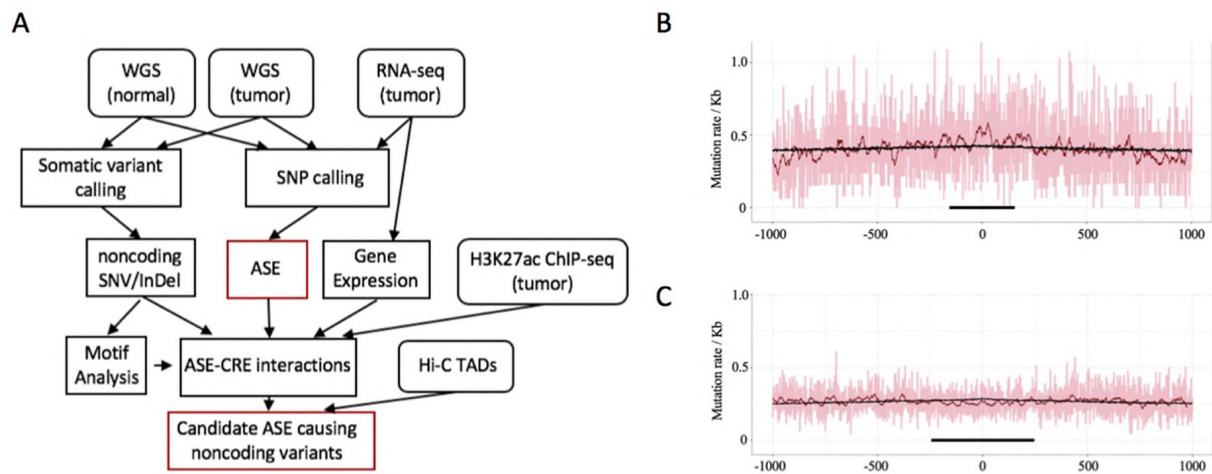 A
WGS
(normal)
WGS
(tumor)
RNA-seq
(tumor)
Somatic variant
calling
SNP calling
noncoding
SNV/InDel
ASE
Gene
Expression
H3K27ac ChIP-seq
(tumor)
Motif
Analysis
ASE-CRE interactions
Hi-C TADs
Candidate ASE causing
noncoding variants
B
Mutation rate / Kb
1.0
0.5
0
-1000
-500
0
500
1000
C
Mutation rate / Kb
1.0
0.5
0
-1000
-500
0
500
1000